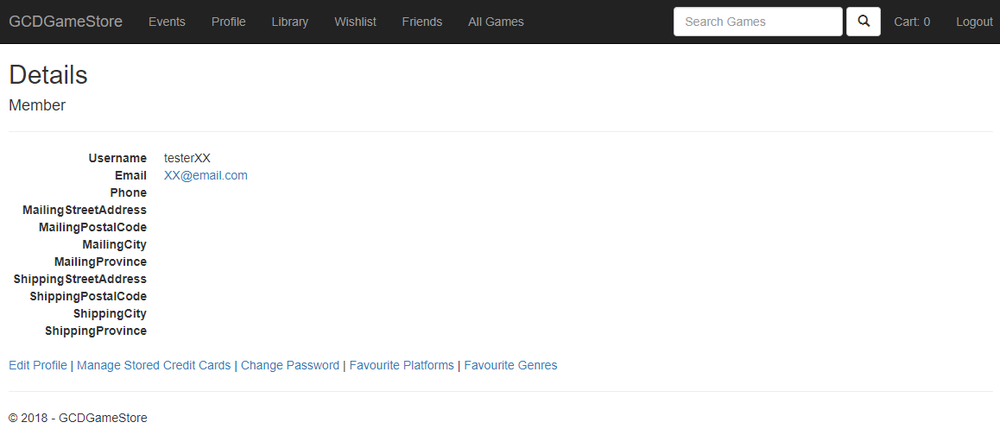 GCDGameStore Events Profile Library Wishlist Friends All Games Search Games Cart: 0 Logout
Details
Member
Username testerXX
Email XX@email.com
Phone
MailingStreetAddress
MailingPostalCode
MailingCity
MailingProvince
ShippingStreetAddress
ShippingPostalCode
ShippingCity
ShippingProvince
Edit Profile | Manage Stored Credit Cards | Change Password | Favourite Platforms | Favourite Genres
© 2018 - GCDGameStore